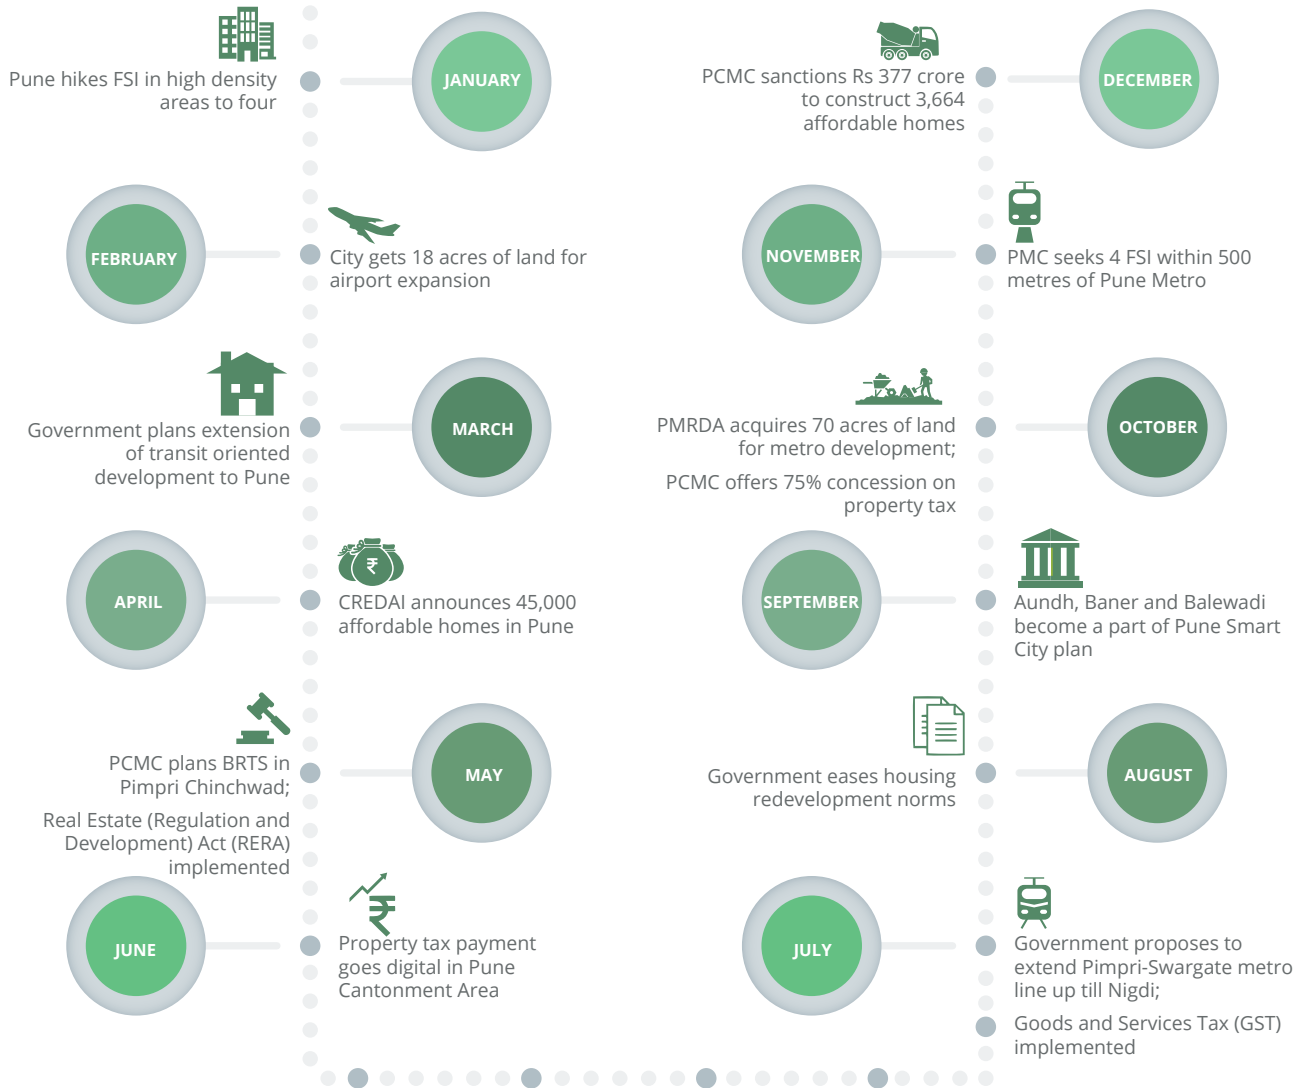 JANUARY
Pune hikes FSI in high density
areas to four
FEBRUARY
City gets 18 acres of land for
airport expansion
MARCH
Government plans extension
of transit oriented
development to Pune
APRIL
₹
CREDAI announces 45,000
affordable homes in Pune
MAY
PCMC plans BRTS in
Pimpri Chinchwad;
Real Estate (Regulation and
Development) Act (RERA)
implemented
JUNE
₹
Property tax payment
goes digital in Pune
Cantonment Area
JULY
Government proposes to
extend Pimpri-Swargate metro
line up till Nigdi;
Goods and Services Tax (GST)
implemented
AUGUST
Government eases housing
redevelopment norms
SEPTEMBER
Aundh, Baner and Balewadi
become a part of Pune Smart
City plan
OCTOBER
PMRDA acquires 70 acres of land
for metro development;
PCMC offers 75% concession on
property tax
NOVEMBER
PMC seeks 4 FSI within 500
metres of Pune Metro
DECEMBER
PCMC sanctions Rs 377 crore
to construct 3,664
affordable homes